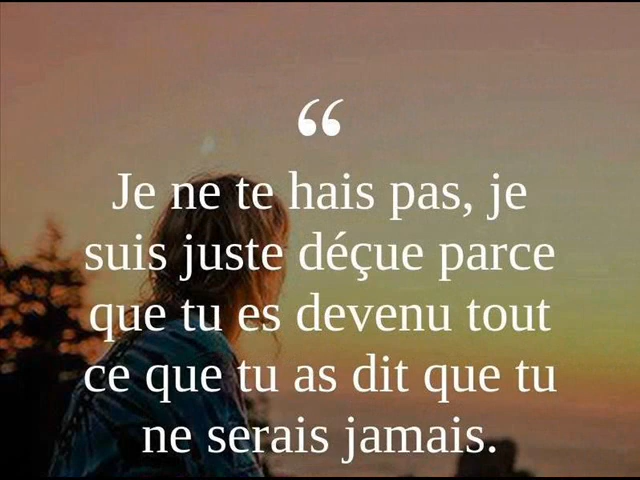 “
Je ne te hais pas, je
suis juste déçue parce
que tu es devenu tout
ce que tu as dit que tu
ne serais jamais.